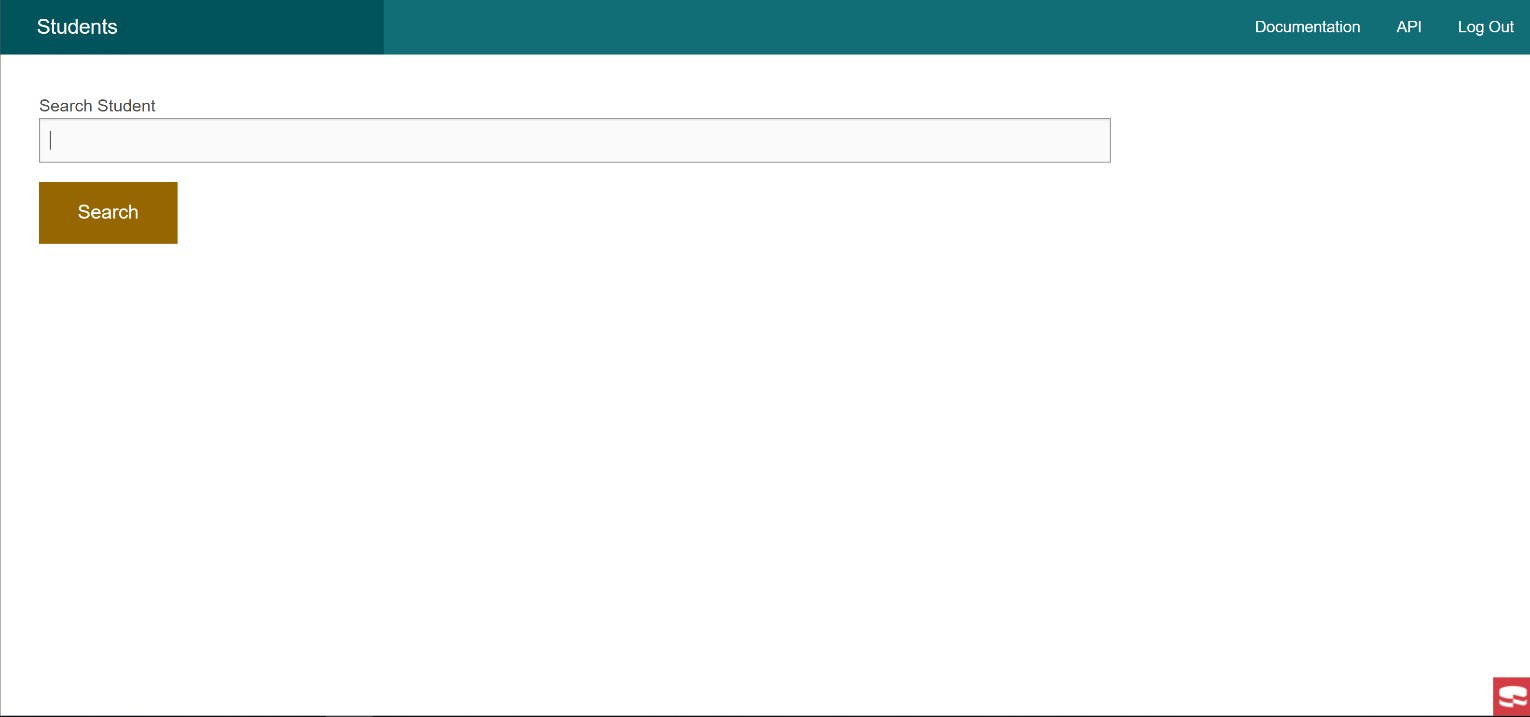 Students
Documentation
API
Log Out
Search Student
Search